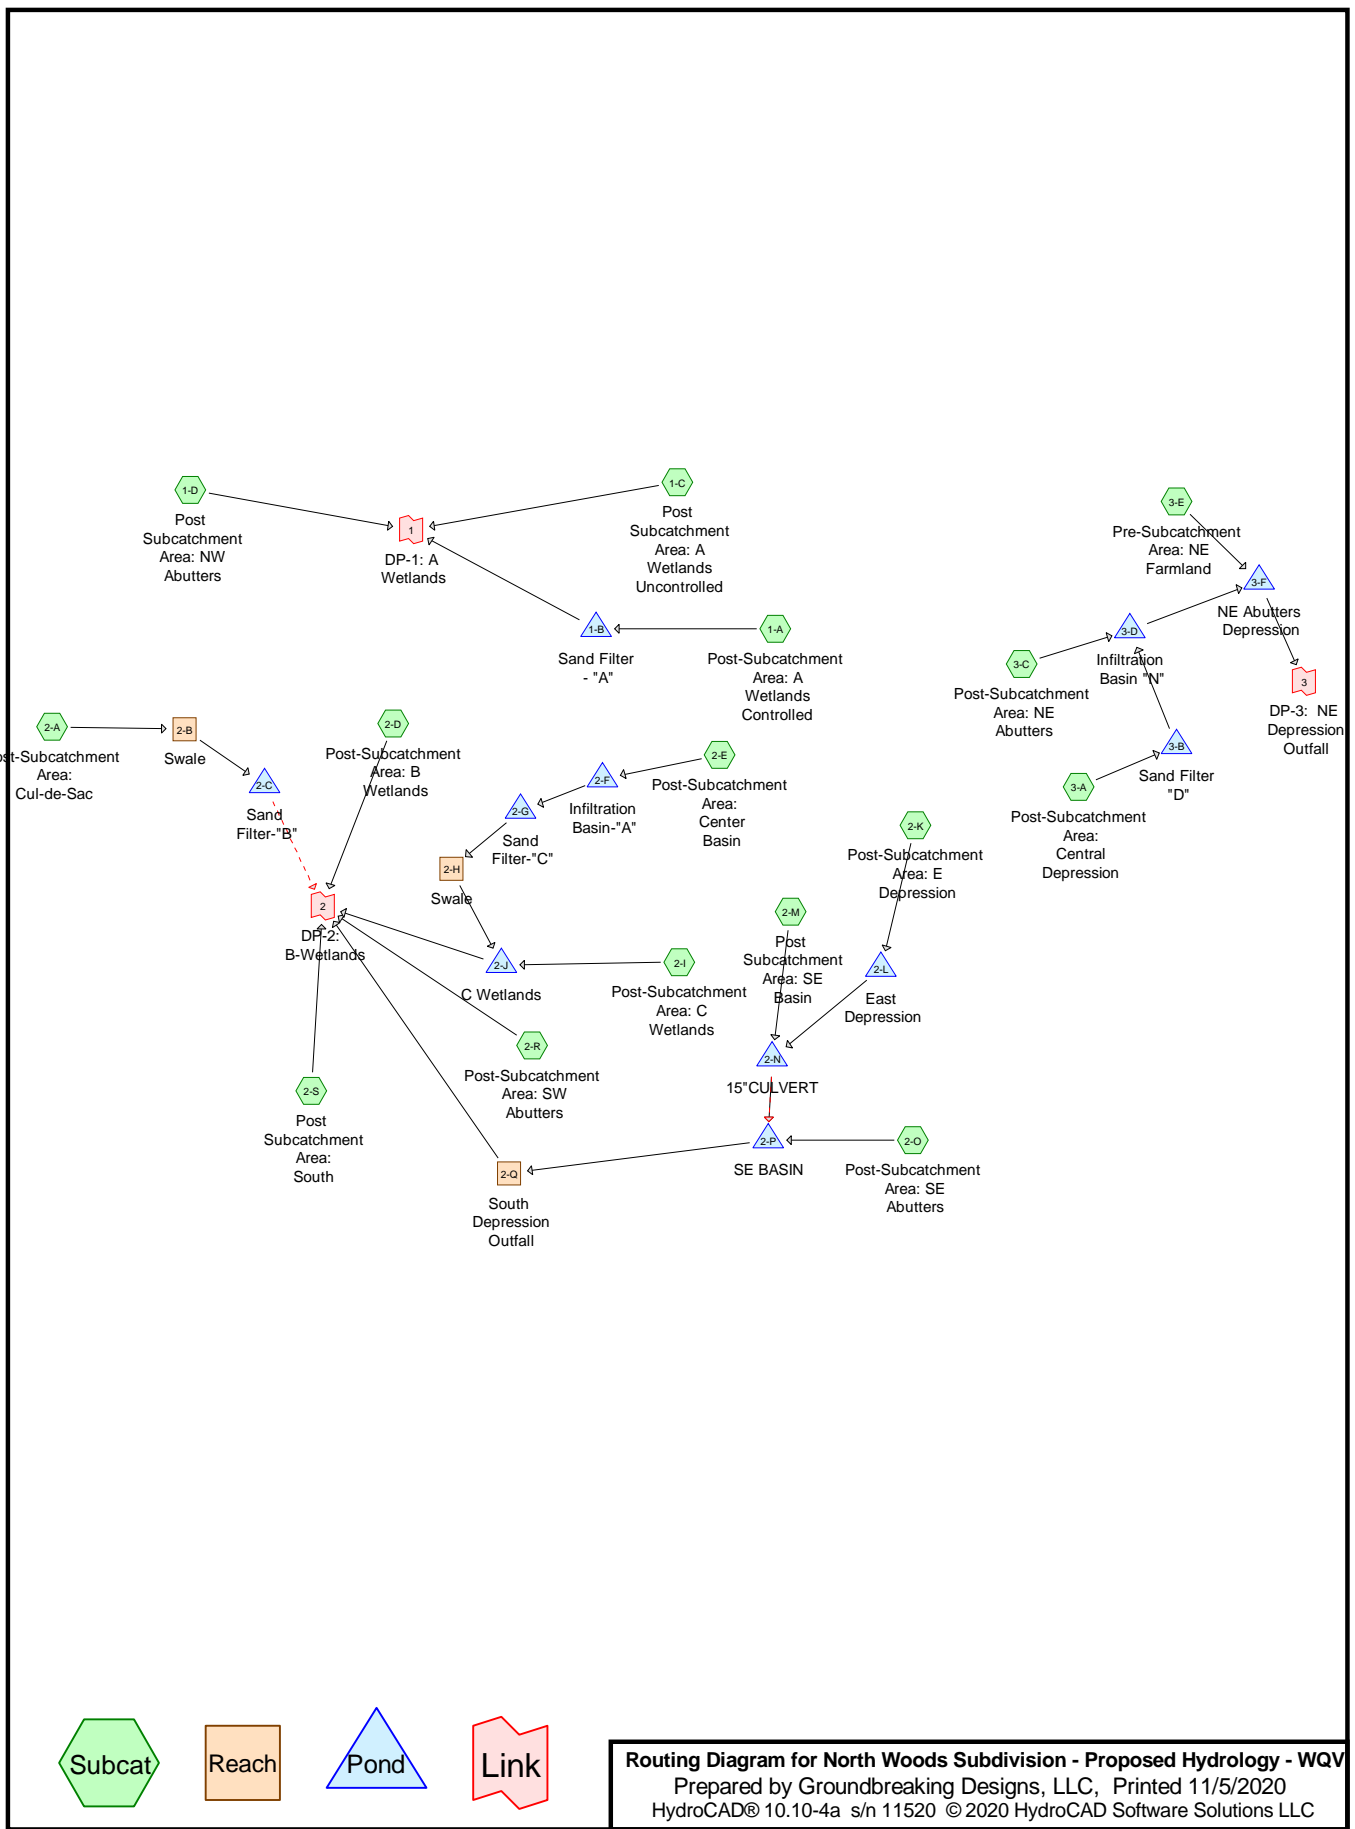 1-D
Post
Subcatchment
Area: NW
Abutters
1
DP-1: A
Wetlands
1-C
Post
Subcatchment
Area: A
Wetlands
Uncontrolled
1-B
Sand Filter
- "A"
1-A
Post-Subcatchment
Area: A
Wetlands
Controlled
3-E
Pre-Subcatchment
Area: NE
Farmland
3-F
NE Abutters
Depression
3-D
Infiltration
Basin "N"
3-C
Post-Subcatchment
Area: NE
Abutters
3
DP-3: NE
Depression
Outfall
3-B
Sand Filter
"D"
3-A
Post-Subcatchment
Area:
Central
Depression
2-A
st-Subcatchment
Area:
Cul-de-Sac
2-B
Swale
2-C
Sand
Filter-"B"
2-D
Post-Subcatchment
Area: B
Wetlands
2-E
Post-Subcatchment
Area:
Center
Basin
2-F
Infiltration
Basin-"A"
2-G
Sand
Filter-"C"
2-H
Swale
2
DP-2:
B-Wetlands
2-J
C Wetlands
2-I
Post-Subcatchment
Area: C
Wetlands
2-K
Post-Subcatchment
Area: E
Depression
2-M
Post
Subcatchment
Area: SE
Basin
2-L
East
Depression
2-N
15"CULVERT
2-R
Post-Subcatchment
Area: SW
Abutters
2-S
Post
Subcatchment
Area:
South
2-P
SE BASIN
2-O
Post-Subcatchment
Area: SE
Abutters
2-Q
South
Depression
Outfall
Subcat
Reach
Pond
Link
Routing Diagram for North Woods Subdivision - Proposed Hydrology - WQV
Prepared by Groundbreaking Designs, LLC, Printed 11/5/2020
HydroCAD® 10.10-4a s/n 11520 © 2020 HydroCAD Software Solutions LLC